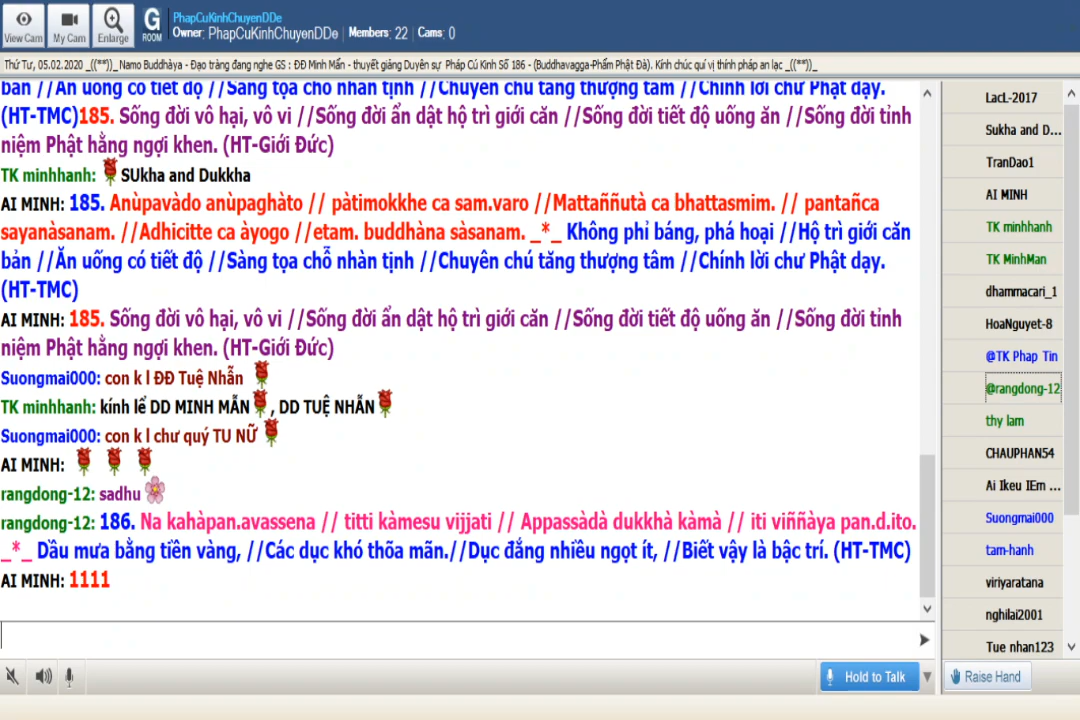 View Cam
My Cam
Enlarge
G
ROOM
PhapCuKinhChuyenDDe
Owner: PhapCuKinhChuyenDDe | Members: 22 | Cams: 0
Thứ Tư, 05.02.2020 _((**))_ Namo Buddhàya - Đạo tràng đang nghe GS : ĐĐ Minh Mẫn - thuyết giảng Duyên sự Pháp Cú Kinh Số 186 - (Buddhavagga-Phẩm Phật Đà). Kính chúc quí vị thính pháp an lạc _((**))_
bản //Ăn uống có tiết độ //Sàng tọa chỗ nhàn tịnh //Chuyên chú tăng thượng tâm //Chính lời chư Phật dạy.
(HT-TMC)185. Sống đời vô hại, vô vi //Sống đời ẩn dật hộ trì giới căn //Sống đời tiết độ uống ăn //Sống đời tỉnh
niệm Phật hằng ngợi khen. (HT-Giới Đức)
TK minhhanh: SUkha and Dukkha
AI MINH: 185. Anùpavàdo anùpaghàto // pàtimokkhe ca sam.varo //Mattaññutà ca bhattasmim. // pantañca
sayanàsanam. //Adhicitte ca àyogo //etam. buddhàna sàsanam. _*_ Không phỉ báng, phá hoại //Hộ trì giới căn
bản //Ăn uống có tiết độ //Sàng tọa chỗ nhàn tịnh //Chuyên chú tăng thượng tâm //Chính lời chư Phật dạy.
(HT-TMC)
AI MINH: 185. Sống đời vô hại, vô vi //Sống đời ẩn dật hộ trì giới căn //Sống đời tiết độ uống ăn //Sống đời tỉnh
niệm Phật hằng ngợi khen. (HT-Giới Đức)
Suongmai000: con k l ĐĐ Tuệ Nhẫn
TK minhhanh: kính lể DD MINH MẪN , DD TUỆ NHẪN
Suongmai000: con k l chư quý TU NỮ
AI MINH:
rangdong-12: sadhu
rangdong-12: 186. Na kahàpan.avassena // titti kàmesu vijjati // Appassàdà dukkhà kàmà // iti viññàya pan.d.ito.
_*_ Dầu mưa bằng tiền vàng, //Các dục khó thõa mãn.//Dục đắng nhiều ngọt ít, //Biết vậy là bậc trí. (HT-TMC)
AI MINH: 1111
LacL-2017
Sukha and D...
TranDao1
AI MINH
TK minhhanh
TK MinhMan
dhammacari_1
HoaNguyet-8
@TK Phap Tin
@rangdong-12
thy lam
CHAUPHAN54
Ai Ikeu IEm ...
Suongmai000
tam-hanh
viriyaratana
nghilai2001
Tue nhan123
Hold to Talk
Raise Hand